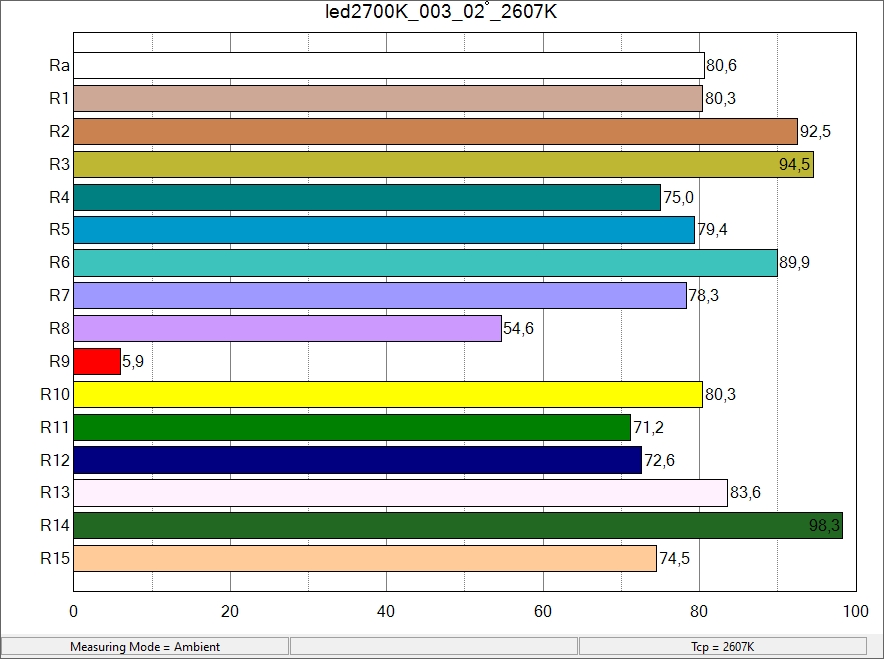 led2700K_003_02°_2607K
Ra 80,6
R1 80,3
R2 92,5
R3 94,5
R4 75,0
R5 79,4
R6 89,9
R7 78,3
R8 54,6
R9 5,9
R10 80,3
R11 71,2
R12 72,6
R13 83,6
R14 98,3
R15 74,5
0 20 40 60 80 100
Measuring Mode = Ambient Tcp = 2607K